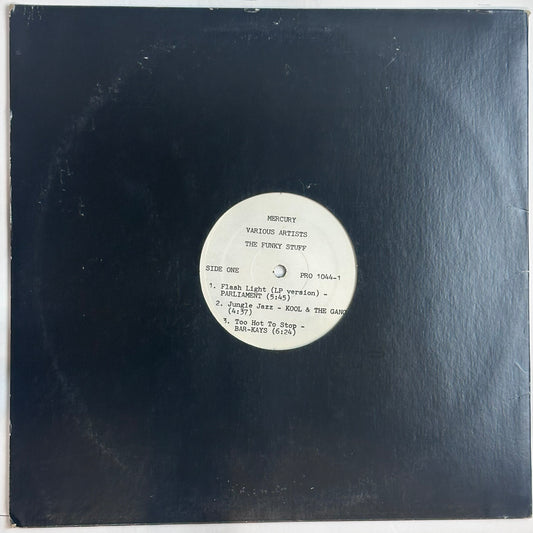 MERCURY
VARIOUS ARTISTS
THE FUNKY STUFF
SIDE ONE PRO 1044-1
1. Flash Light (LP version) -
PARLIAMENT (5:45)
2. Jungle Jazz - KOOL & THE GANG
(4:37)
3. Too Hot To Stop -
BAR-KAYS (6:24)